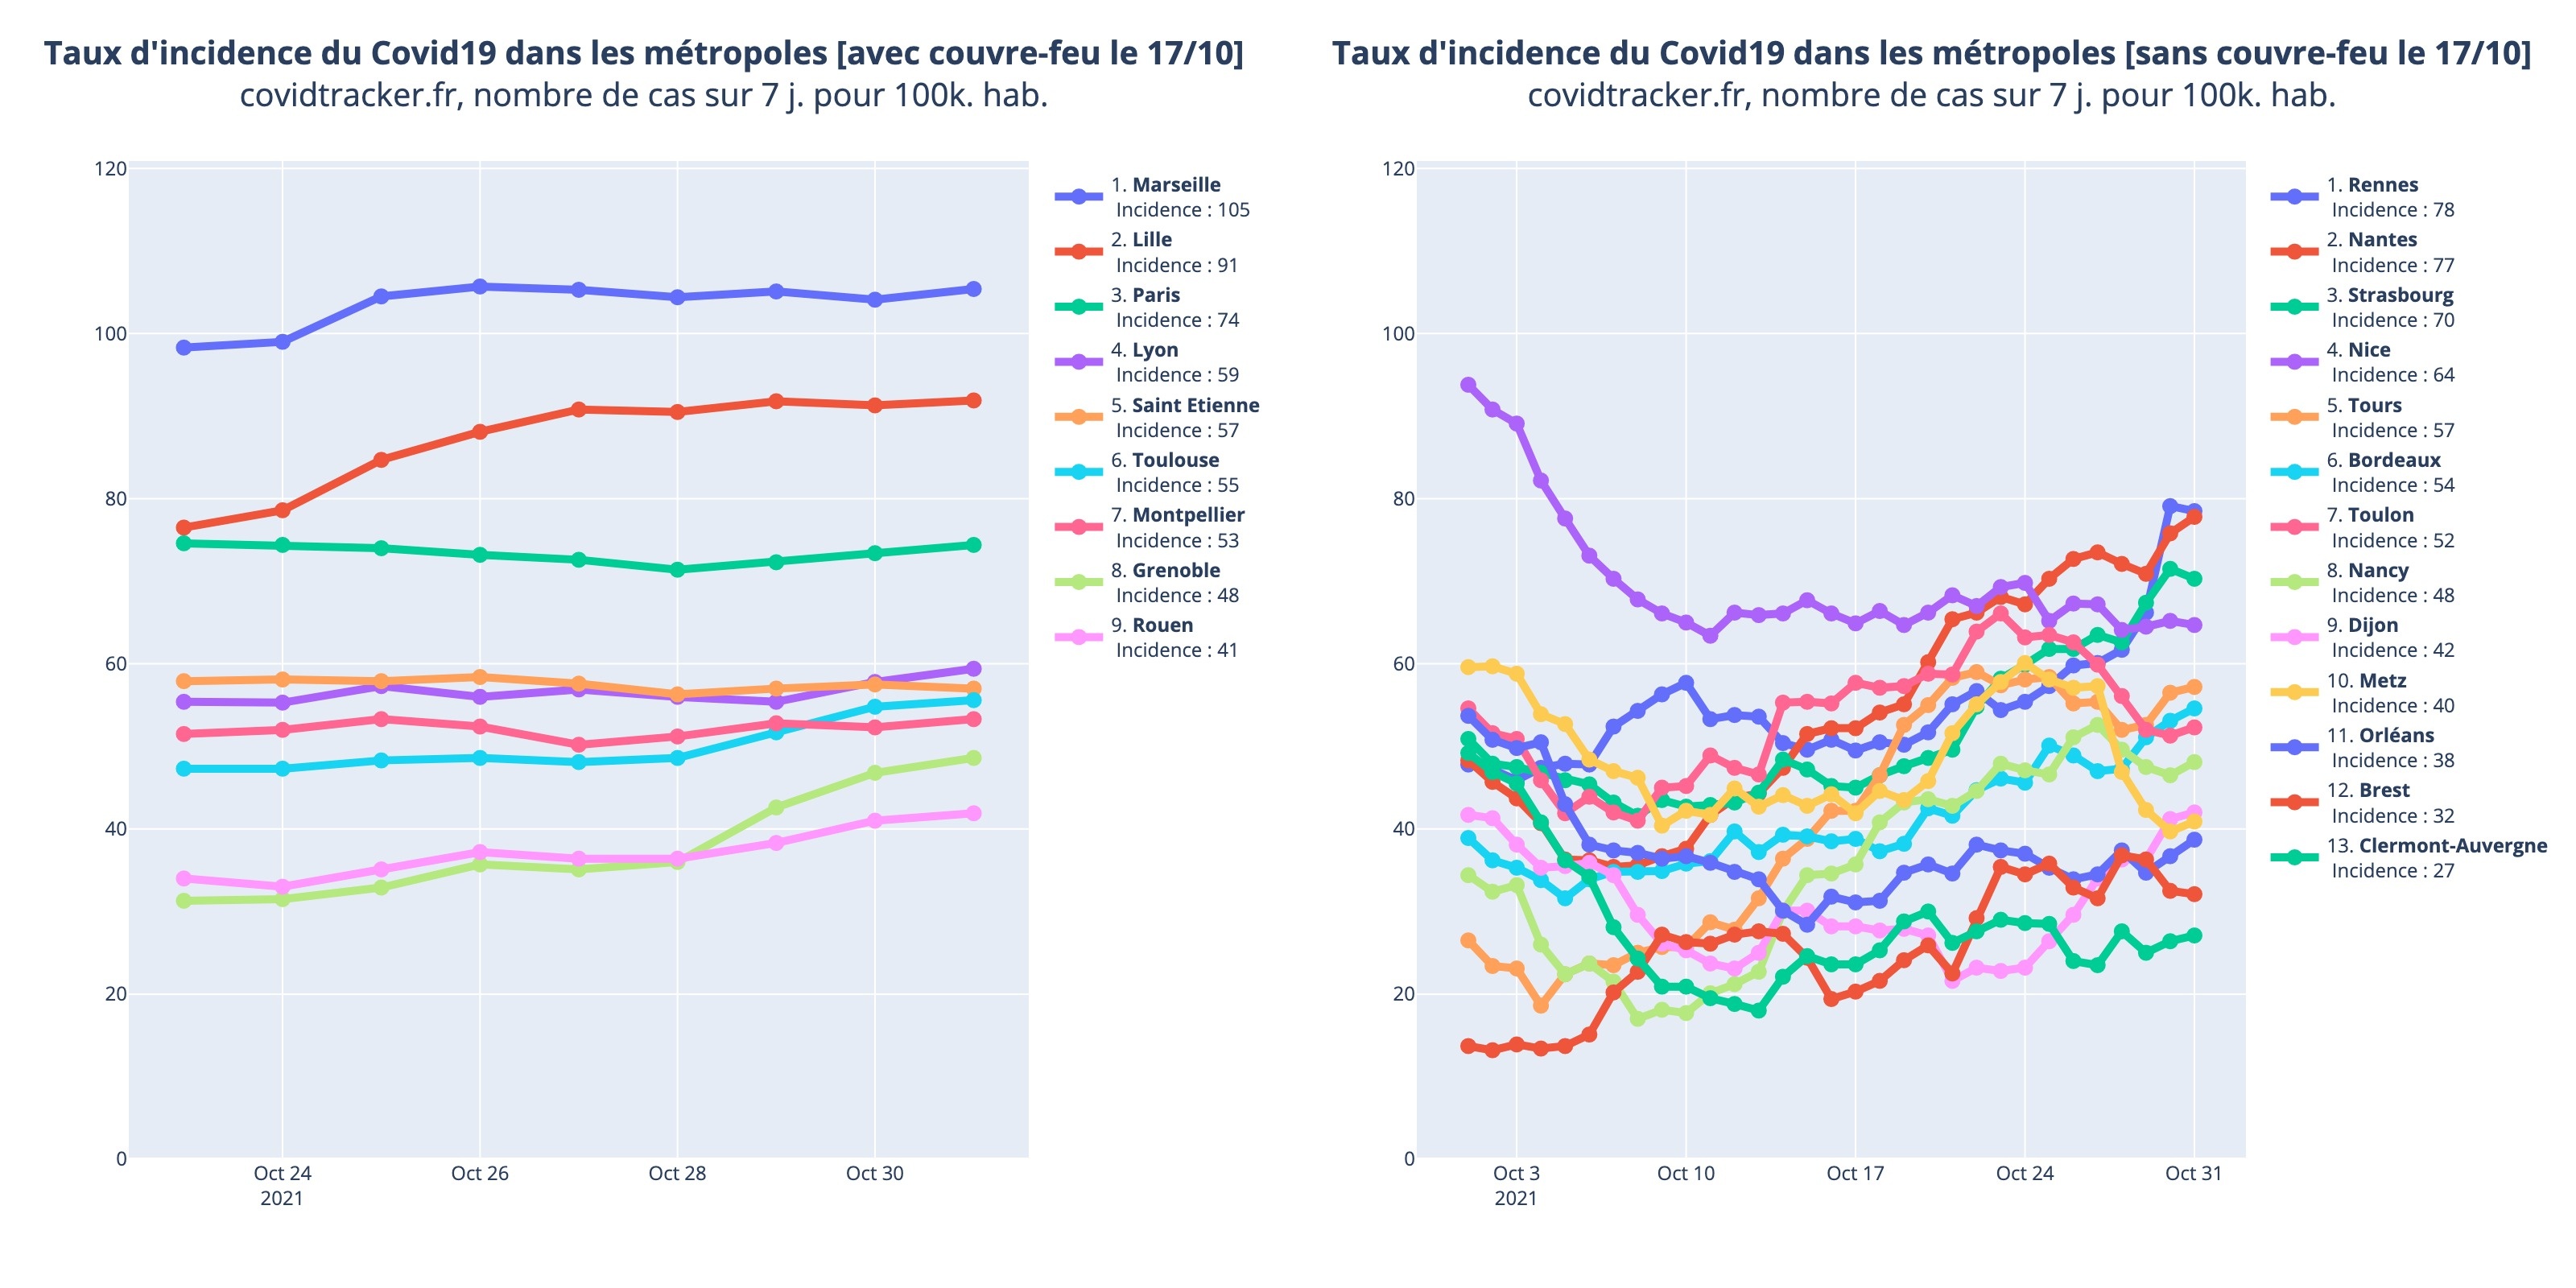 Taux d'incidence du Covid19 dans les métropoles [avec couvre-feu le 17/10]
covidtracker.fr, nombre de cas sur 7 j. pour 100k. hab.
120
100
80
60
40
20
0
Oct 24
2021
Oct 26
Oct 28
Oct 30
1. Marseille
Incidence : 105
2. Lille
Incidence : 91
3. Paris
Incidence : 74
4. Lyon
Incidence : 59
5. Saint Etienne
Incidence : 57
6. Toulouse
Incidence : 55
7. Montpellier
Incidence : 53
8. Grenoble
Incidence : 48
9. Rouen
Incidence : 41
Taux d'incidence du Covid19 dans les métropoles [sans couvre-feu le 17/10]
covidtracker.fr, nombre de cas sur 7 j. pour 100k. hab.
120
100
80
60
40
20
0
Oct 3
2021
Oct 10
Oct 17
Oct 24
Oct 31
1. Rennes
Incidence : 78
2. Nantes
Incidence : 77
3. Strasbourg
Incidence : 70
4. Nice
Incidence : 64
5. Tours
Incidence : 57
6. Bordeaux
Incidence : 54
7. Toulon
Incidence : 52
8. Nancy
Incidence : 48
9. Dijon
Incidence : 42
10. Metz
Incidence : 40
11. Orléans
Incidence : 38
12. Brest
Incidence : 32
13. Clermont-Auvergne
Incidence : 27